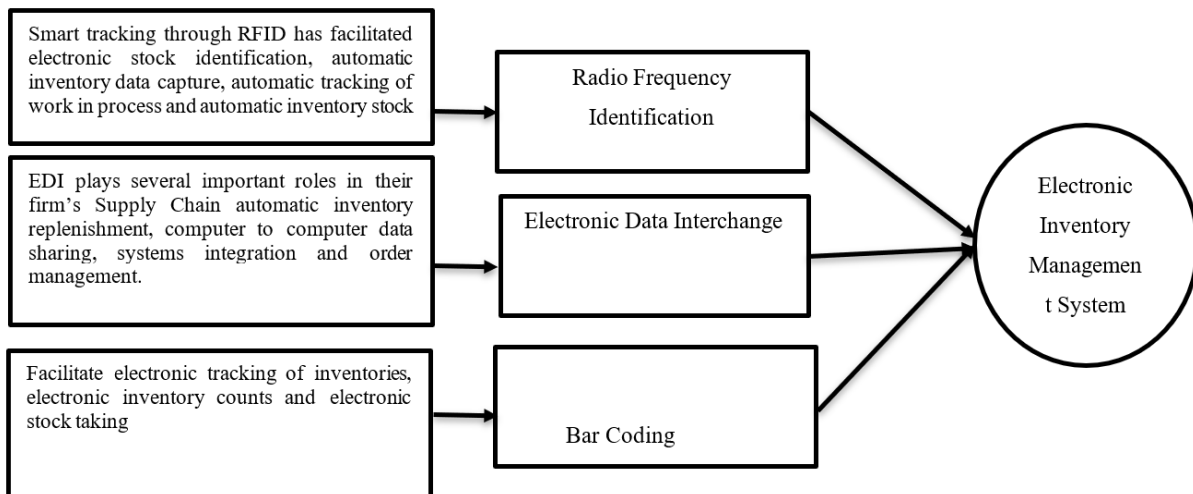 Smart tracking through RFID has facilitated
electronic stock identification, automatic
inventory data capture, automatic tracking of
work in process and automatic inventory stock
Radio Frequency
Identification
EDI plays several important roles in their
firm's Supply Chain automatic inventory
replenishment, computer to computer data
sharing, systems integration and order
management.
Electronic Data Interchange
Facilitate electronic tracking of inventories,
electronic inventory counts and electronic
stock taking
Bar Coding
Electronic
Inventory
Managemen
t System